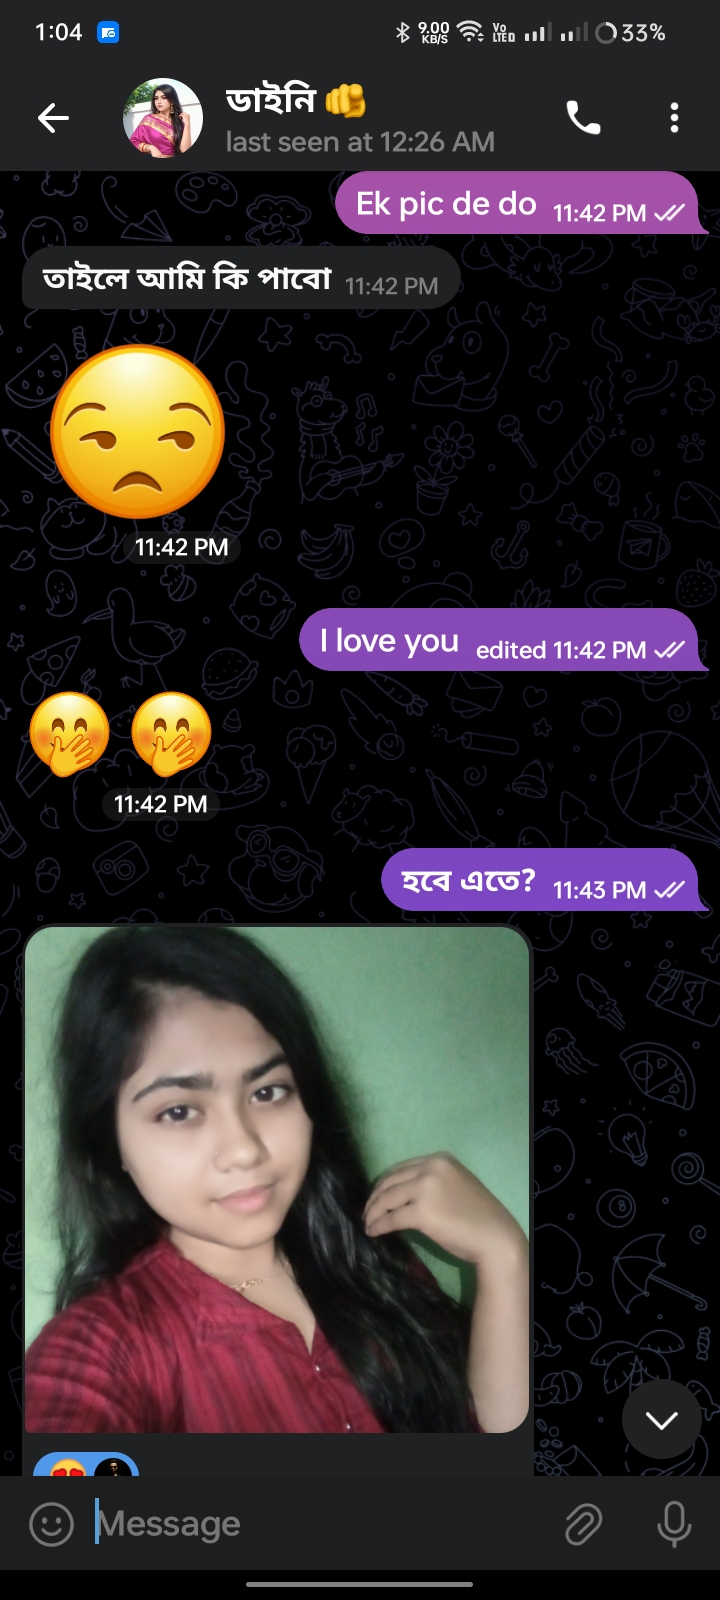 1:04 9.00 KB/S Vo LTE 33%
ডাইনি
last seen at 12:26 AM
Ek pic de do 11:42 PM
তাইলে আমি কি পাবো 11:42 PM
11:42 PM
I love you edited 11:42 PM
11:42 PM
হবে এতে? 11:43 PM
Message